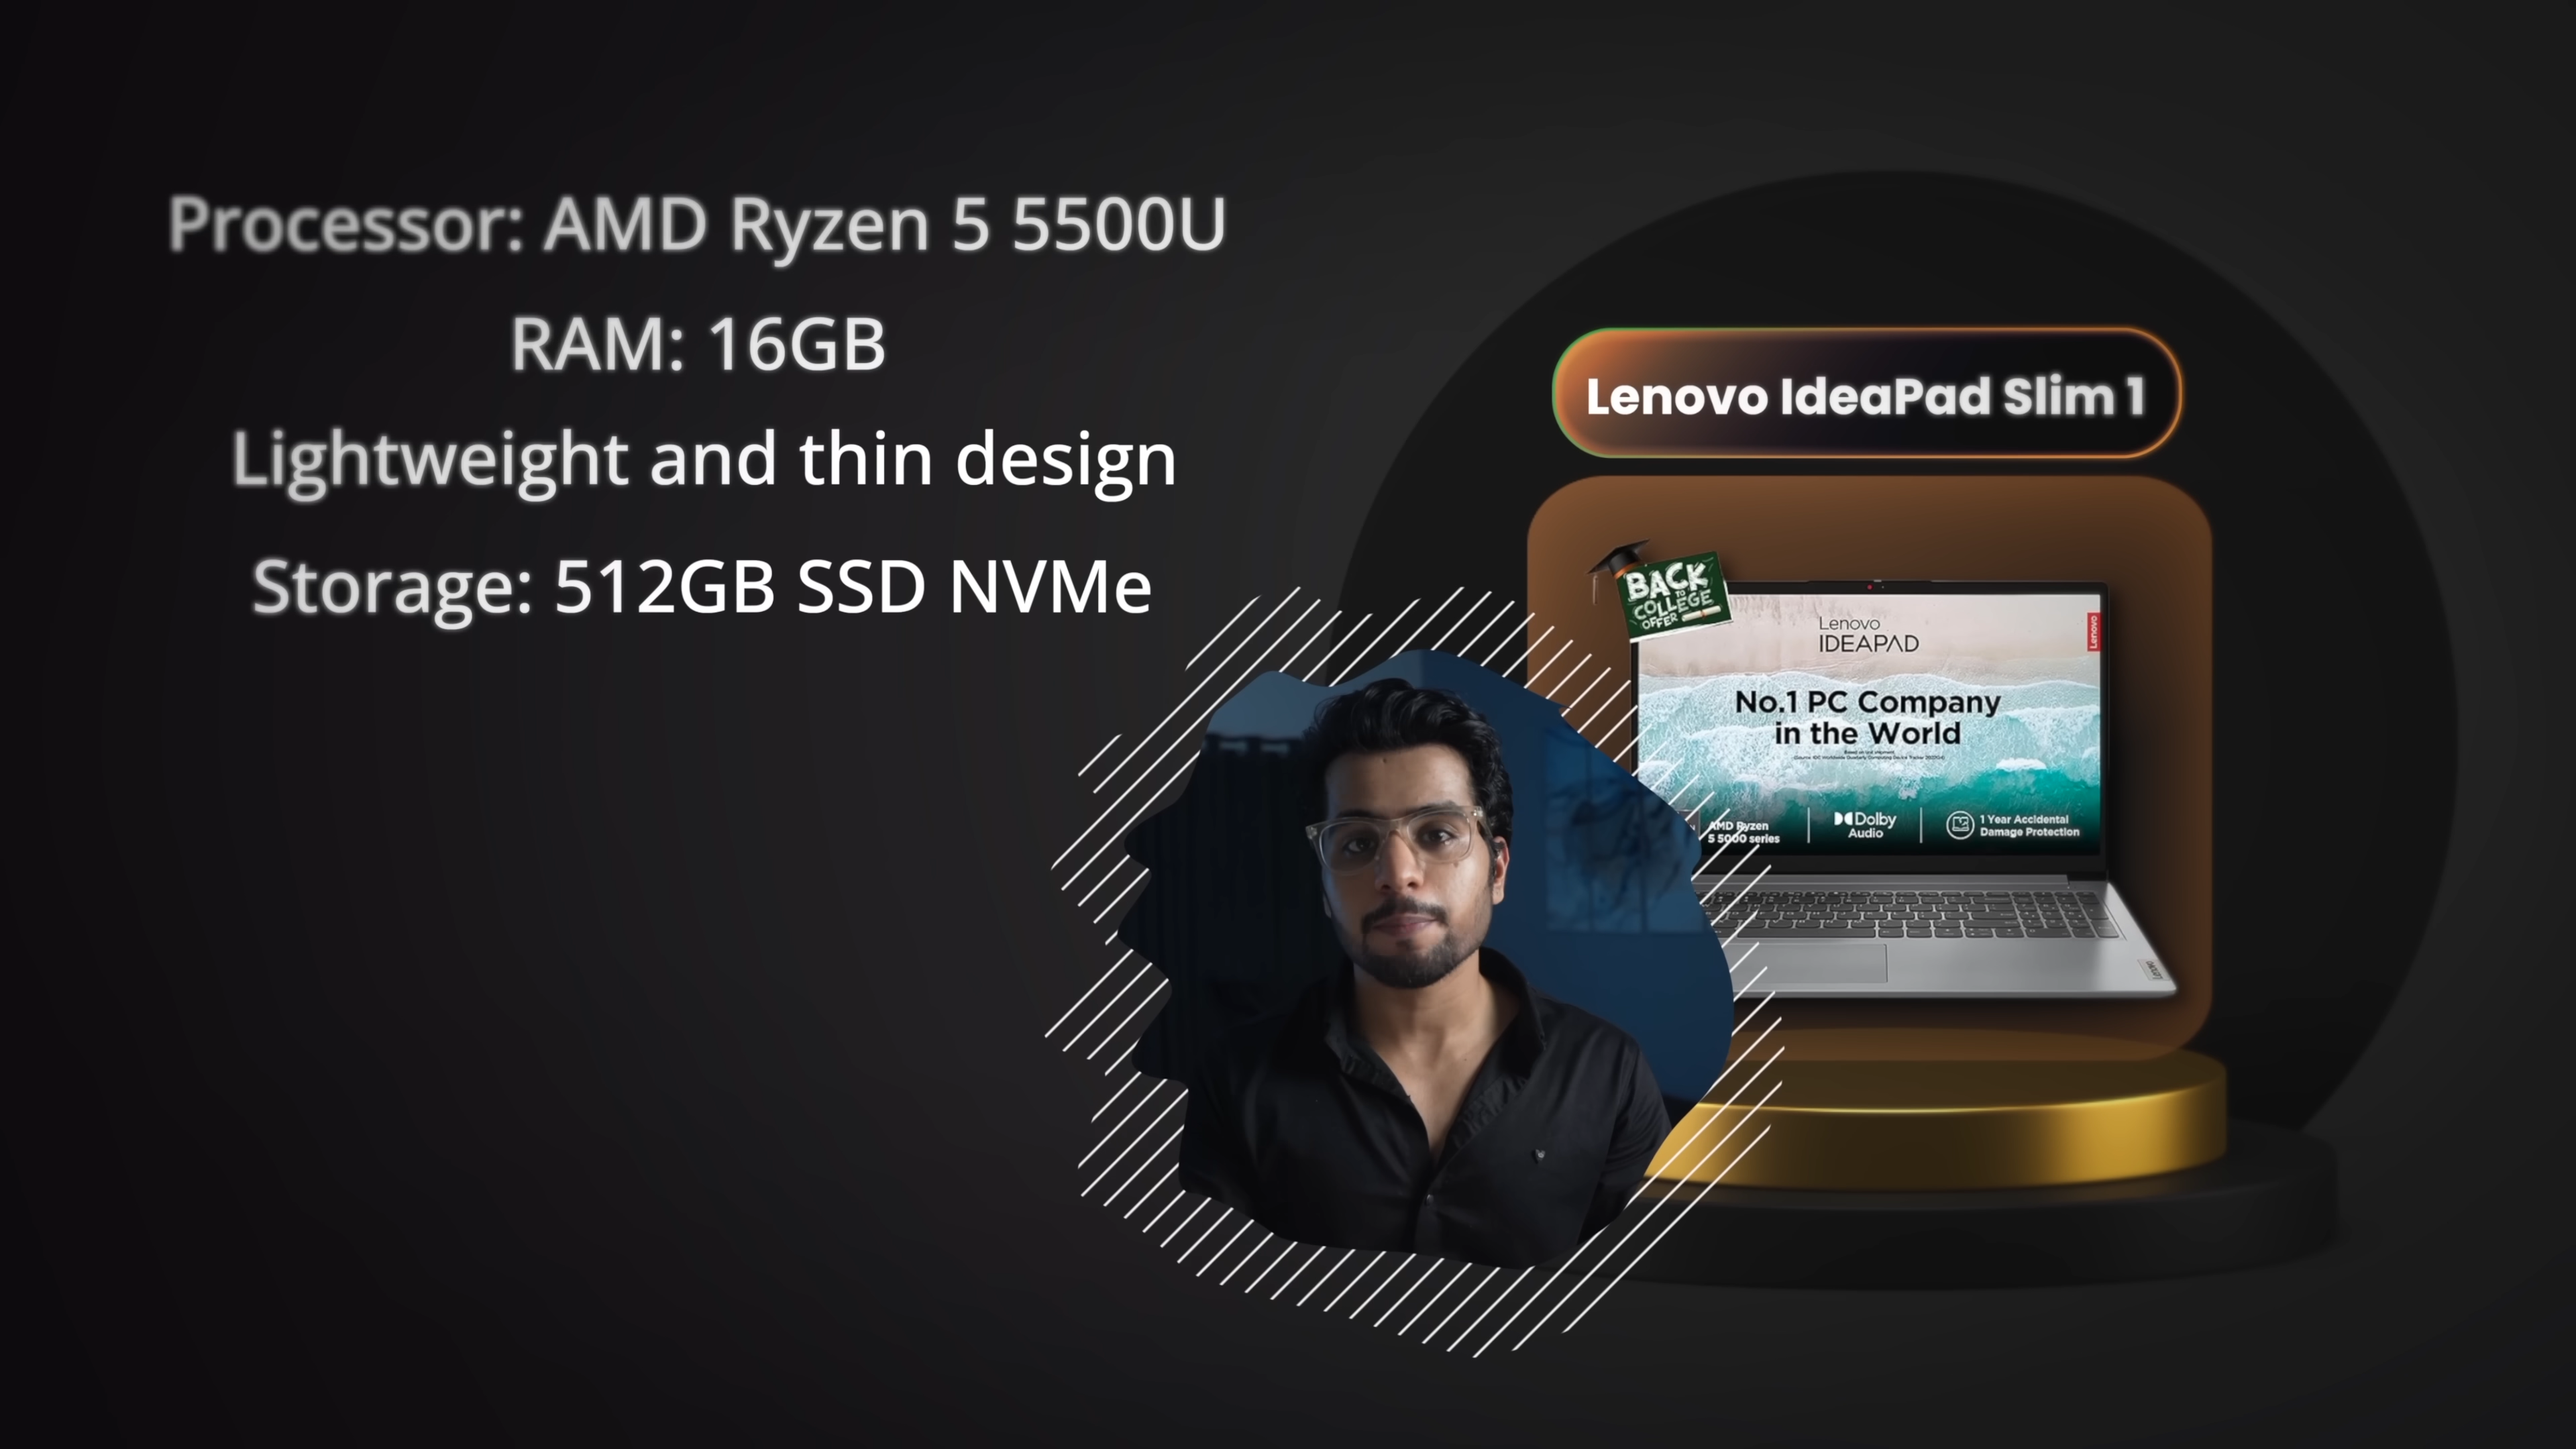 Processor: AMD Ryzen 5 5500U
RAM: 16GB
Lightweight and thin design
Storage: 512GB SSD NVMe
Lenovo IdeaPad Slim 1
BACK
TO
COLLEGE
OFFER
Lenovo
IDEAPAD
Lenovo
No.1 PC Company
in the World
AMD Ryzen
5 5000 series
Dolby
Audio
1 Year Accidental
Damage Protection
Lenovo